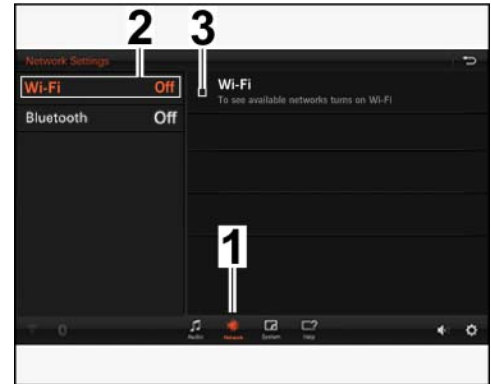 2 3
Network Settings
Wi-Fi Off
Wi-Fi
To see available networks turns on Wi-Fi
Bluetooth Off
1
0
Audio Network System Help